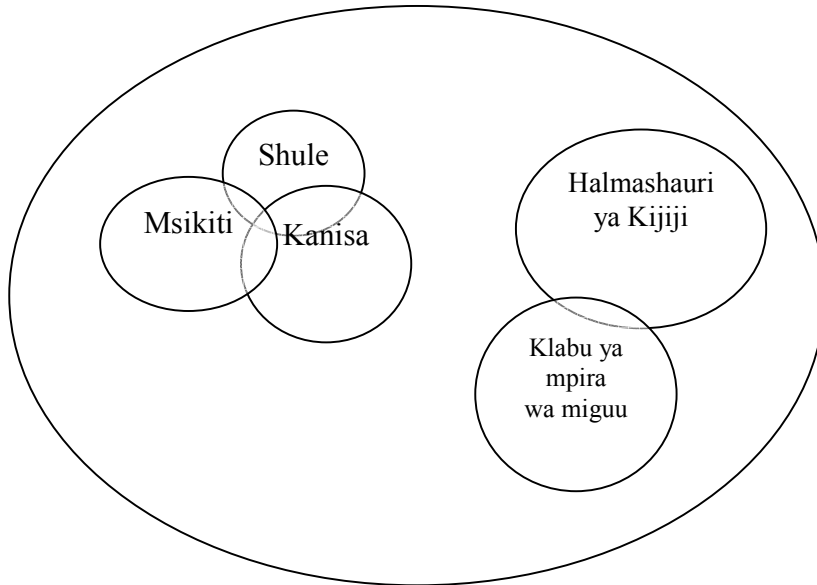 Shule
Msikiti
Kanisa
Halmashauri
ya Kijiji
Klabu ya
mpira
wa miguu